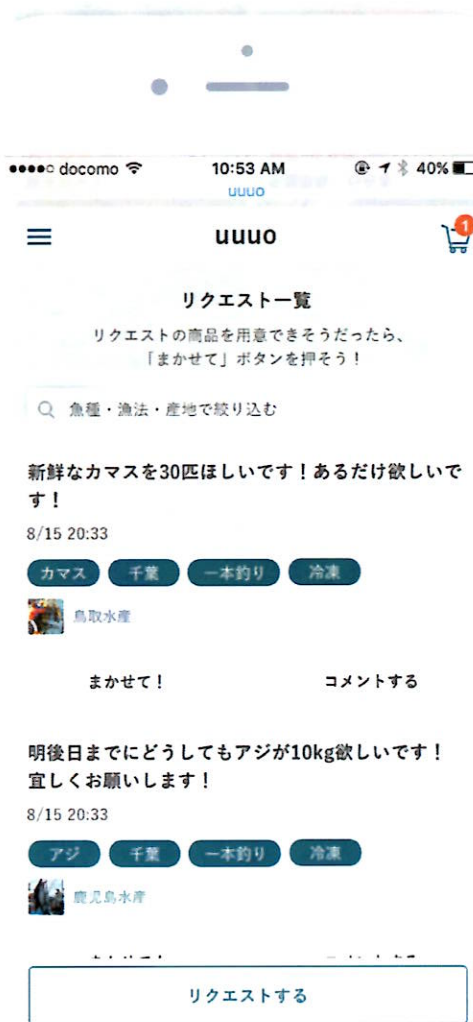 docomo 10:53 AM 40%
uuuo
uuuo 1
リクエスト一覧
リクエストの商品を用意できそうだったら、
「まかせて」ボタンを押そう！
魚種・漁法・産地で絞り込む
新鮮なカマスを30匹ほしいです！あるだけ欲しいで
す！
8/15 20:33
カマス 千葉 一本釣り 冷凍
鳥取水産
まかせて！ コメントする
明後日までにどうしてもアジが10kg欲しいです！
宜しくお願いします！
8/15 20:33
アジ 千葉 一本釣り 冷凍
鹿児島水産
リクエストする